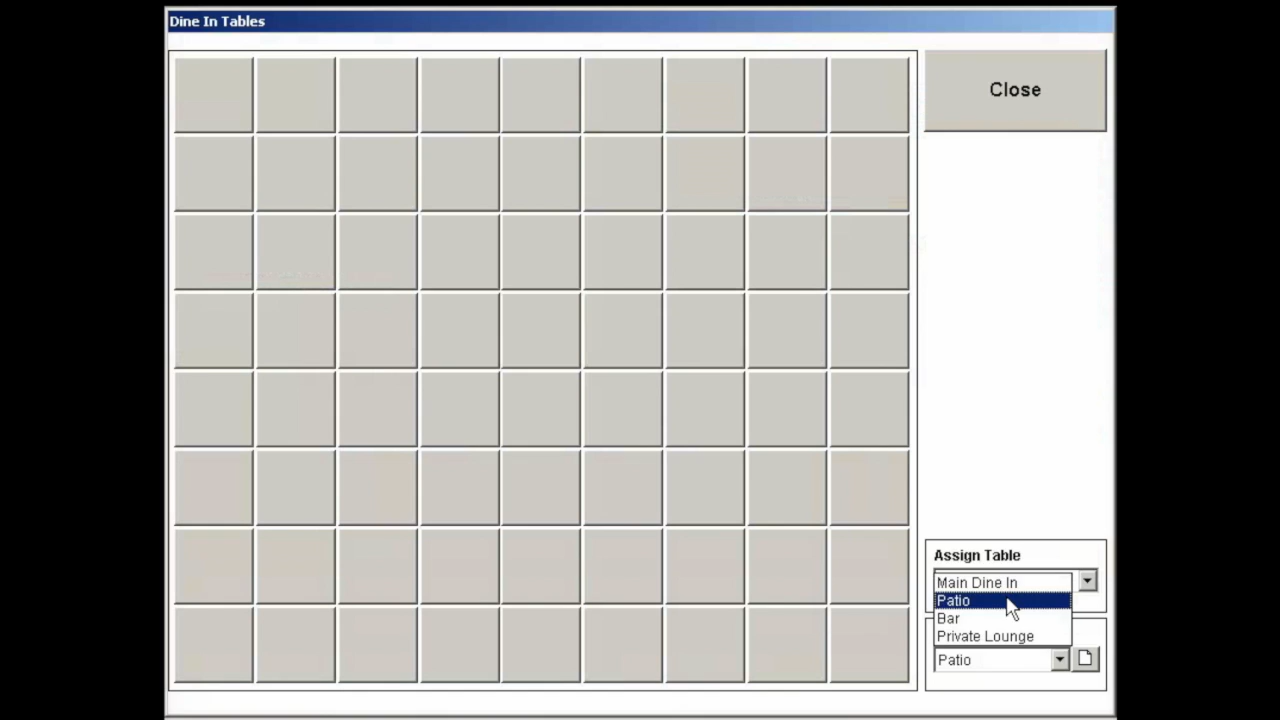 Dine In Tables
Close
Assign Table
Main Dine In
Patio
Bar
Private Lounge
Patio